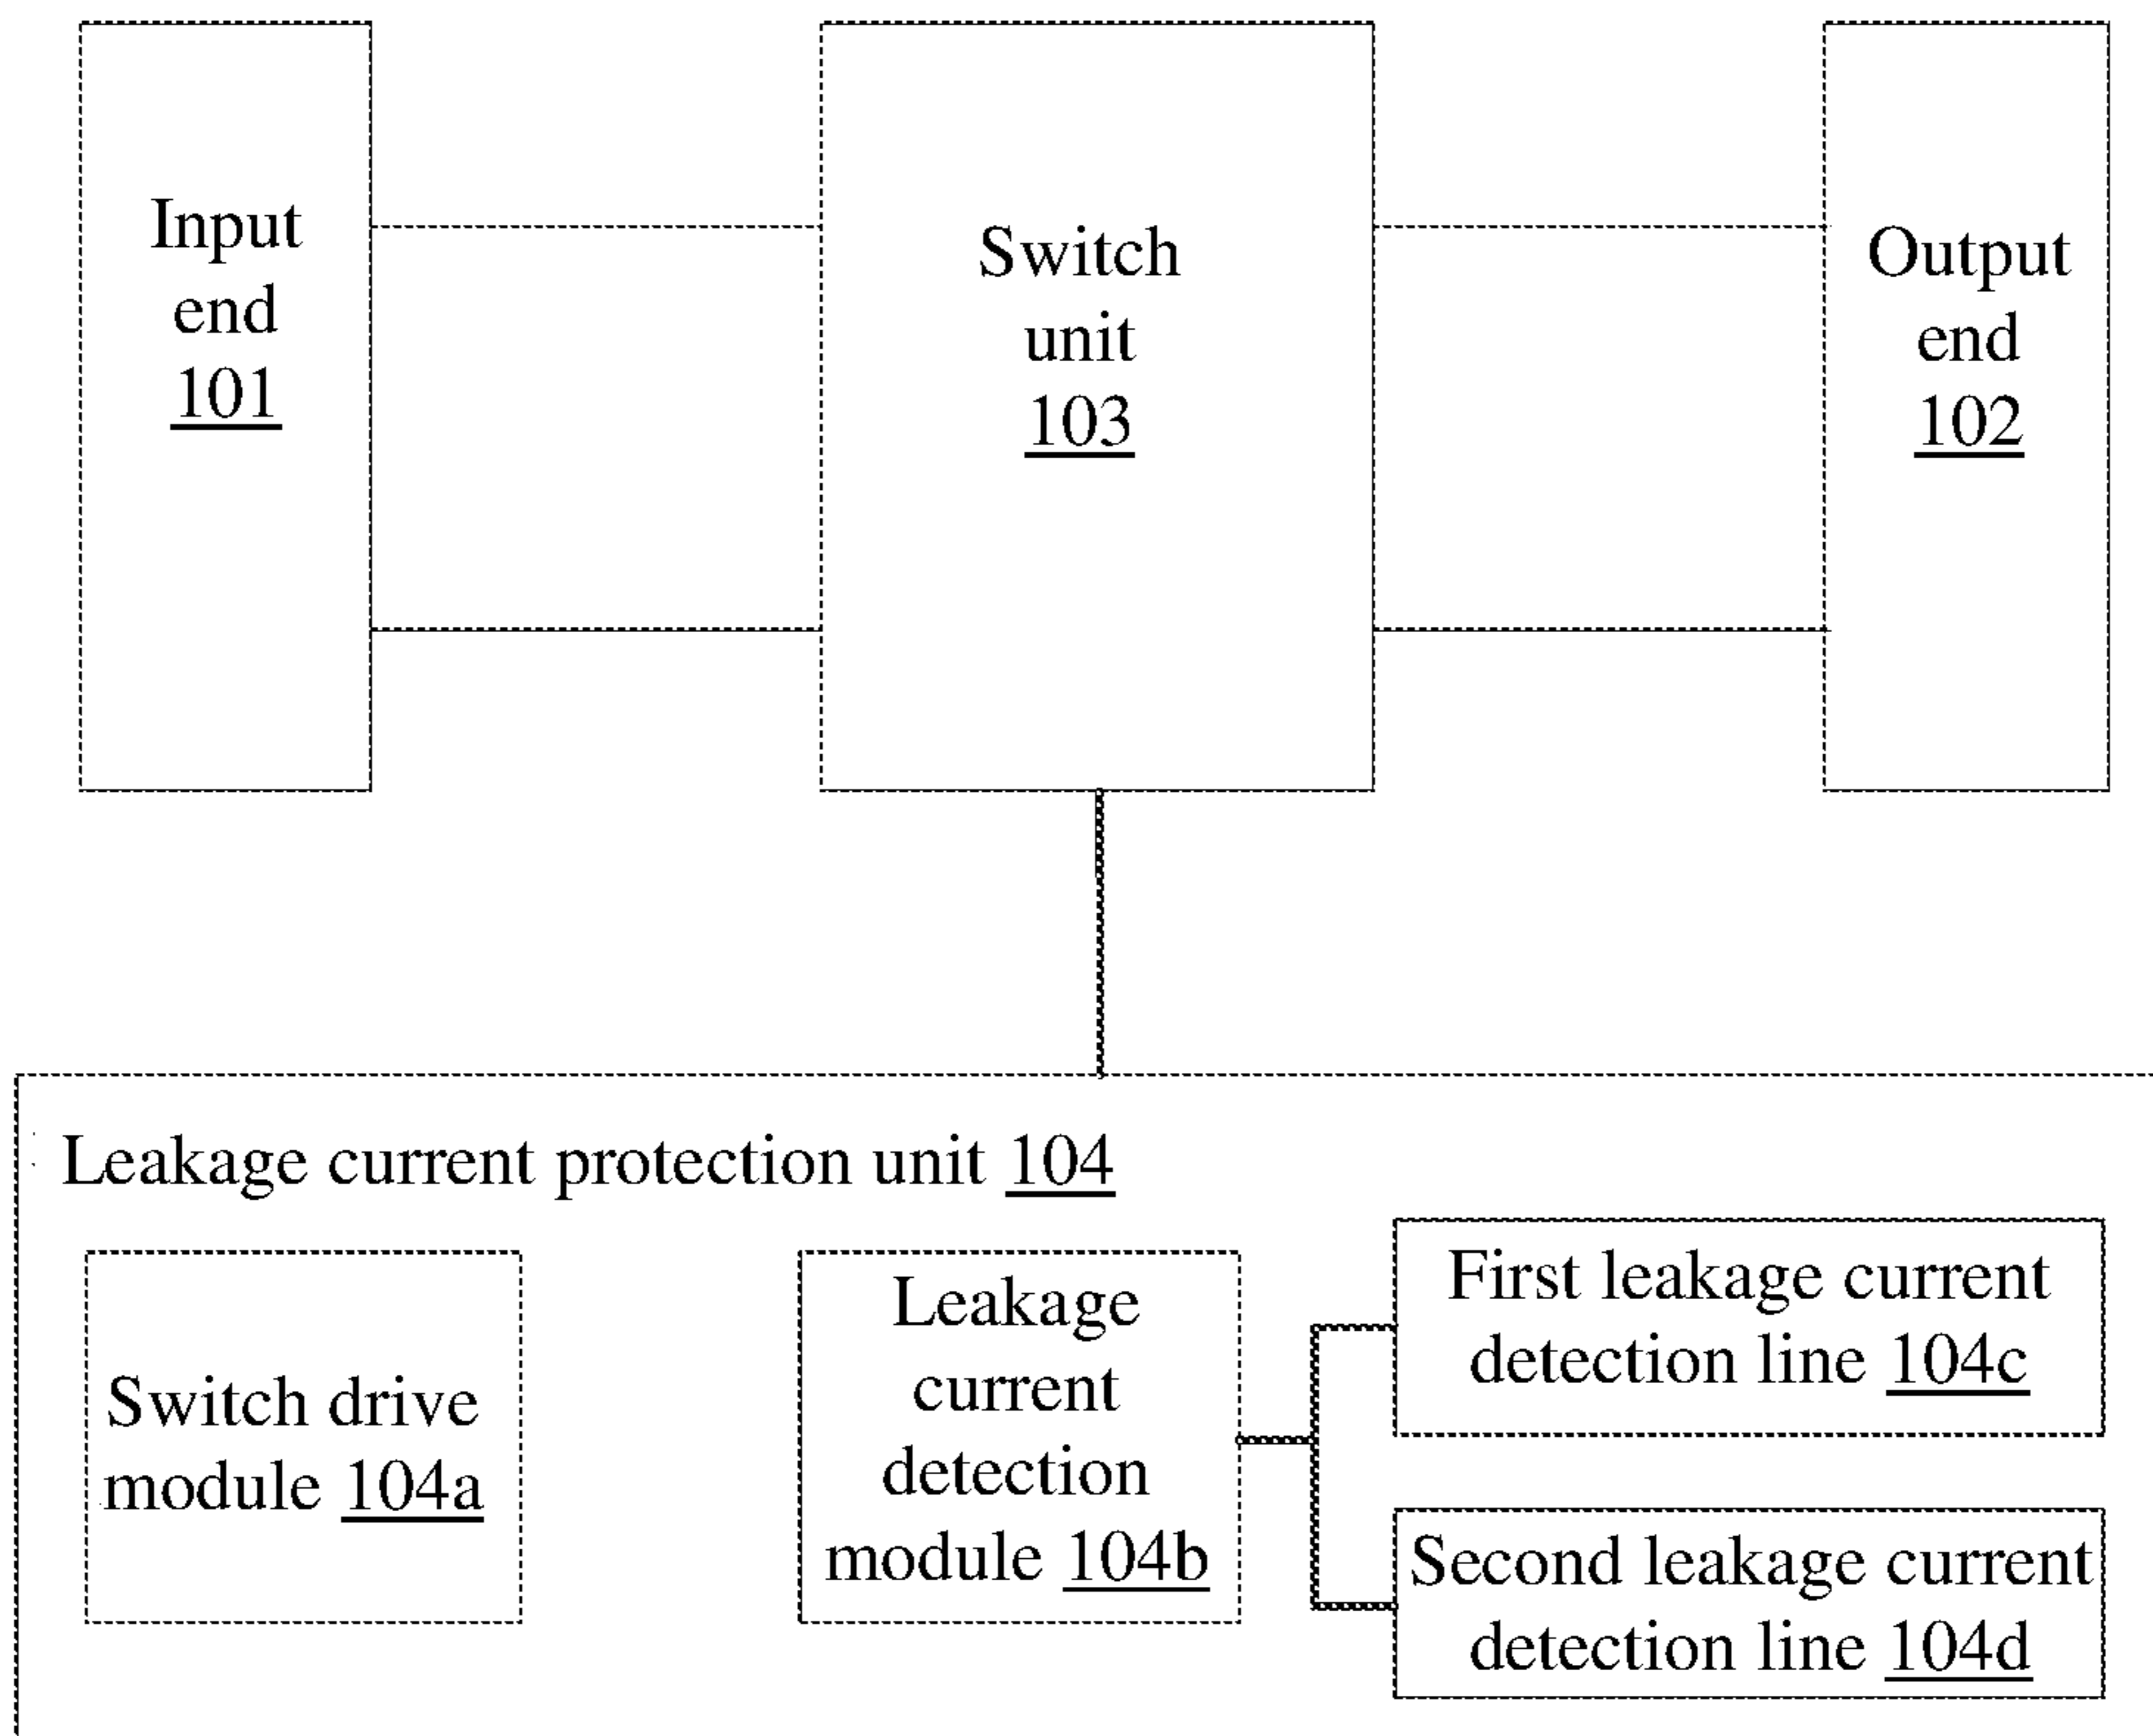 Input
end
101
Switch
unit
103
Output
end
102
Leakage current protection unit 104
Switch drive
module 104a
Leakage
current
detection
module 104b
First leakage current
detection line 104c
Second leakage current
detection line 104d